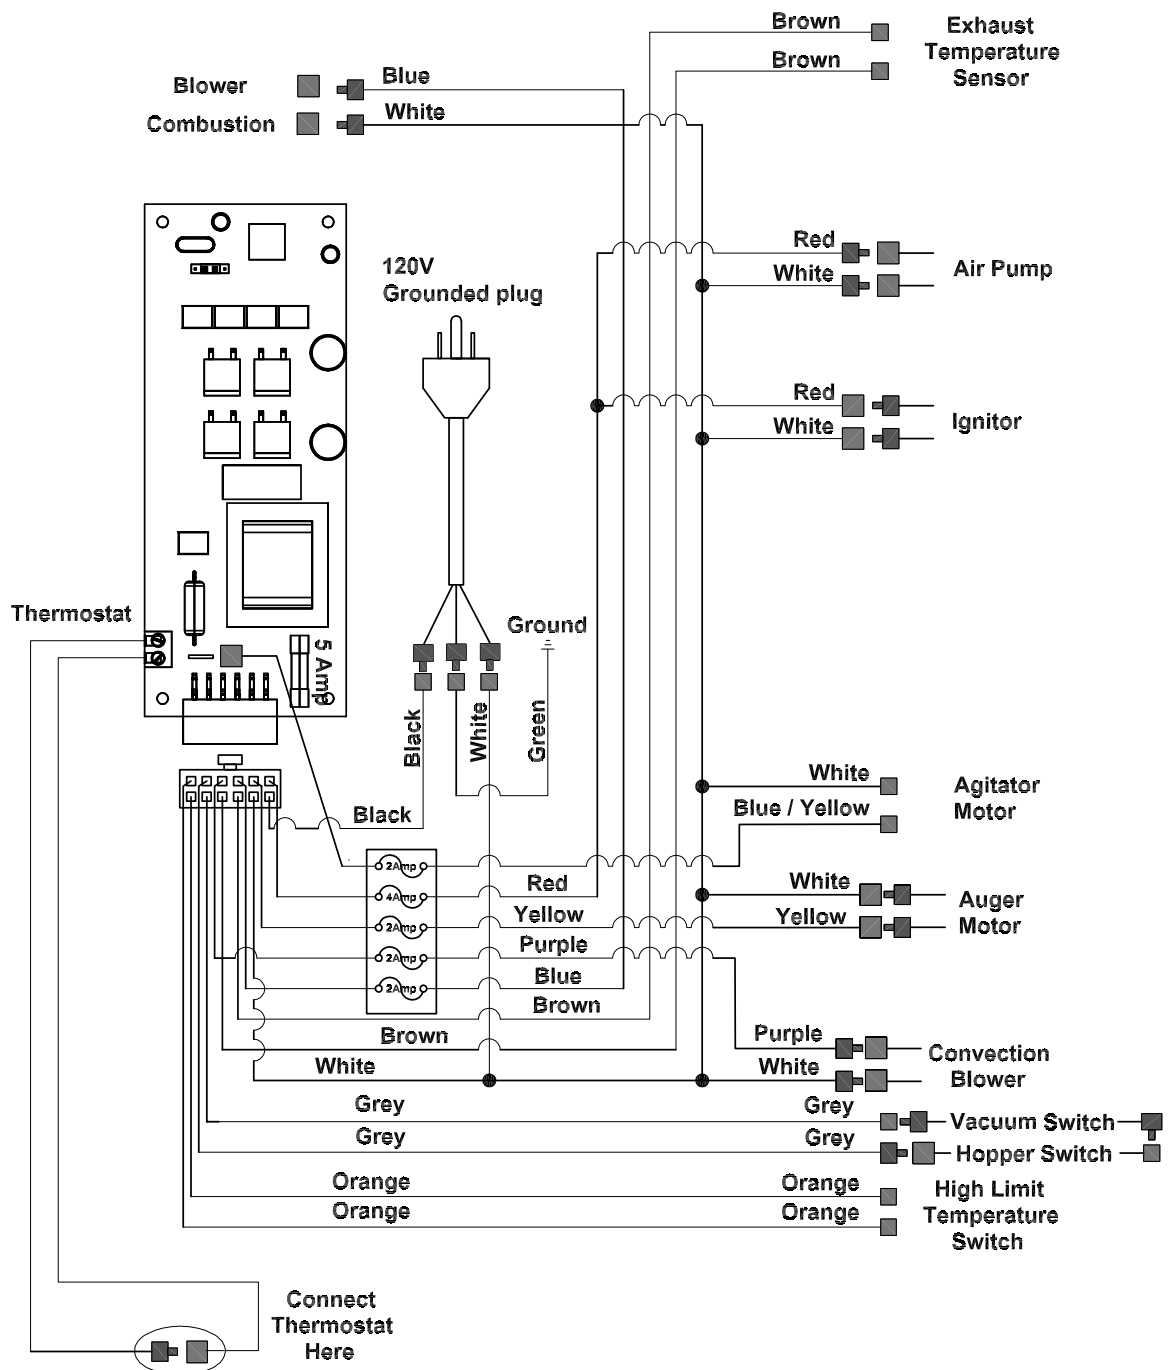 Brown
Exhaust
Temperature
Sensor
Brown
Blower
Blue
Combustion
White
120V
Grounded plug
Red
Air Pump
White
Red
Ignitor
White
Thermostat
Ground
5 Amp
Black
White
Green
Black
White
Agitator
Motor
Blue / Yellow
2Amp
4Amp
2Amp
2Amp
2Amp
Red
Yellow
Purple
Blue
Brown
Brown
White
White
Auger
Motor
Yellow
Purple
Convection
Blower
White
Grey
Grey
Vacuum Switch
Grey
Grey
Hopper Switch
Orange
Orange
High Limit
Temperature
Switch
Orange
Orange
Connect
Thermostat
Here